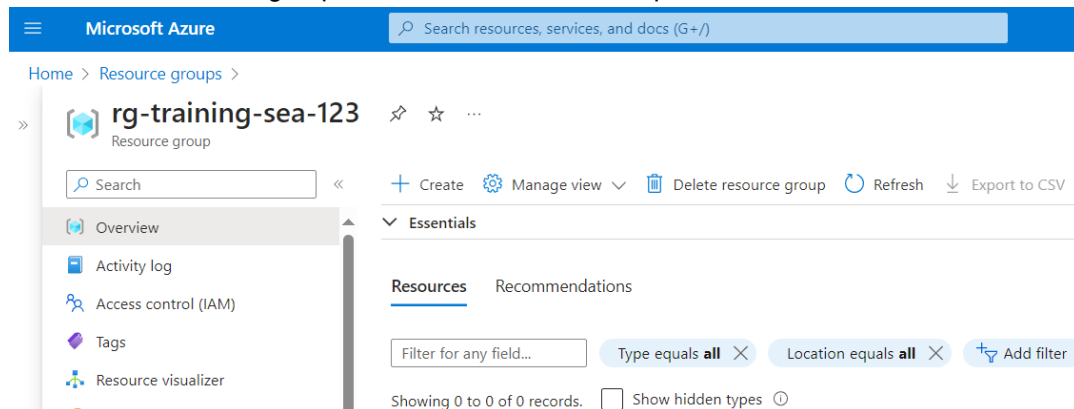 Microsoft Azure
Search resources, services, and docs (G+/)
Home > Resource groups >
rg-training-sea-123
Resource group
Search
Create Manage view Delete resource group Refresh Export to CSV
Overview
Essentials
Activity log
Resources Recommendations
Access control (IAM)
Tags
Filter for any field... Type equals all Location equals all Add filter
Resource visualizer
Showing 0 to 0 of 0 records. Show hidden types